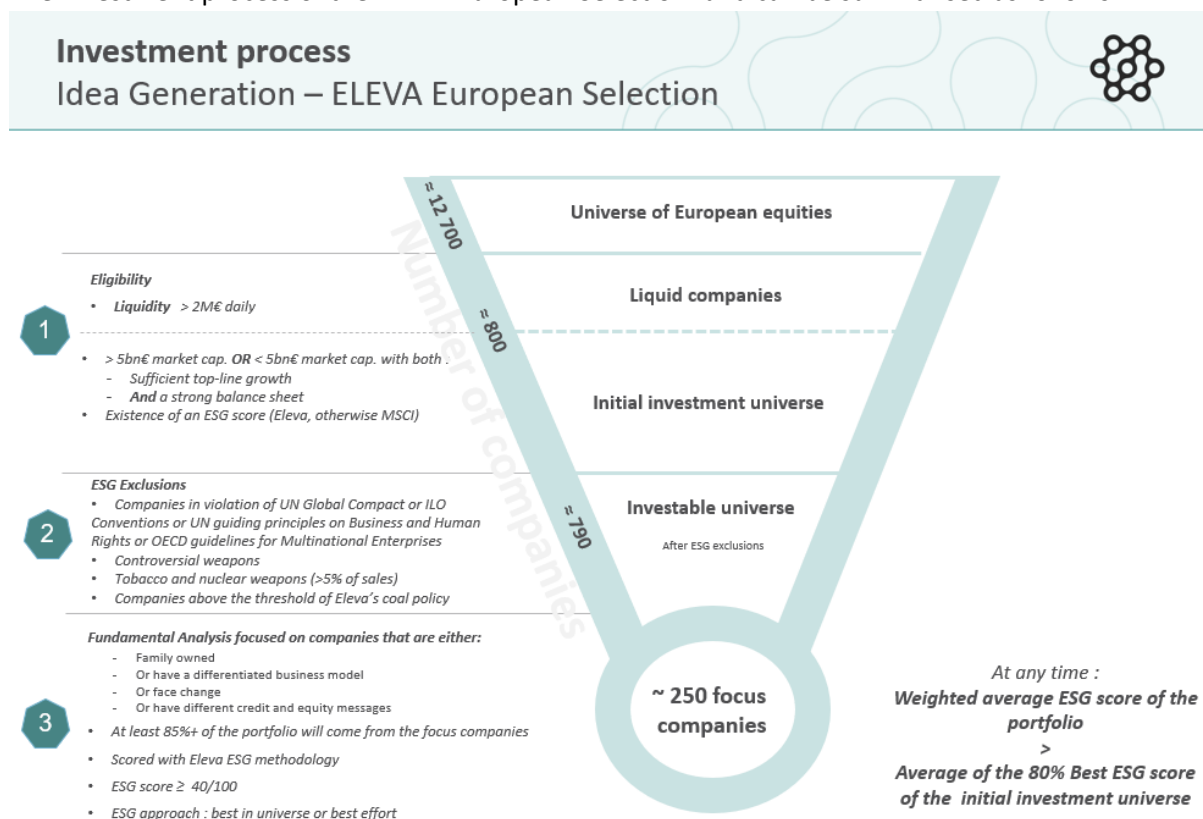 Investment process
Idea Generation – ELEVA European Selection
≈ 12 700
Universe of European equities
Number of companies
Eligibility
• Liquidity > 2M€ daily
1
Liquid companies
≈ 800
• > 5bn€ market cap. OR < 5bn€ market cap. with both :
- Sufficient top-line growth
- And a strong balance sheet
• Existence of an ESG score (Eleva, otherwise MSCI)
Initial investment universe
ESG Exclusions
• Companies in violation of UN Global Compact or ILO
Conventions or UN guiding principles on Business and Human
Rights or OECD guidelines for Multinational Enterprises
• Controversial weapons
• Tobacco and nuclear weapons (>5% of sales)
• Companies above the threshold of Eleva's coal policy
2
≈ 790
Investable universe
After ESG exclusions
Fundamental Analysis focused on companies that are either:
- Family owned
- Or have a differentiated business model
- Or face change
- Or have different credit and equity messages
• At least 85%+ of the portfolio will come from the focus companies
• Scored with Eleva ESG methodology
• ESG score ≥ 40/100
• ESG approach : best in universe or best effort
3
~ 250 focus
companies
At any time :
Weighted average ESG score of the
portfolio
>
Average of the 80% Best ESG score
of the initial investment universe